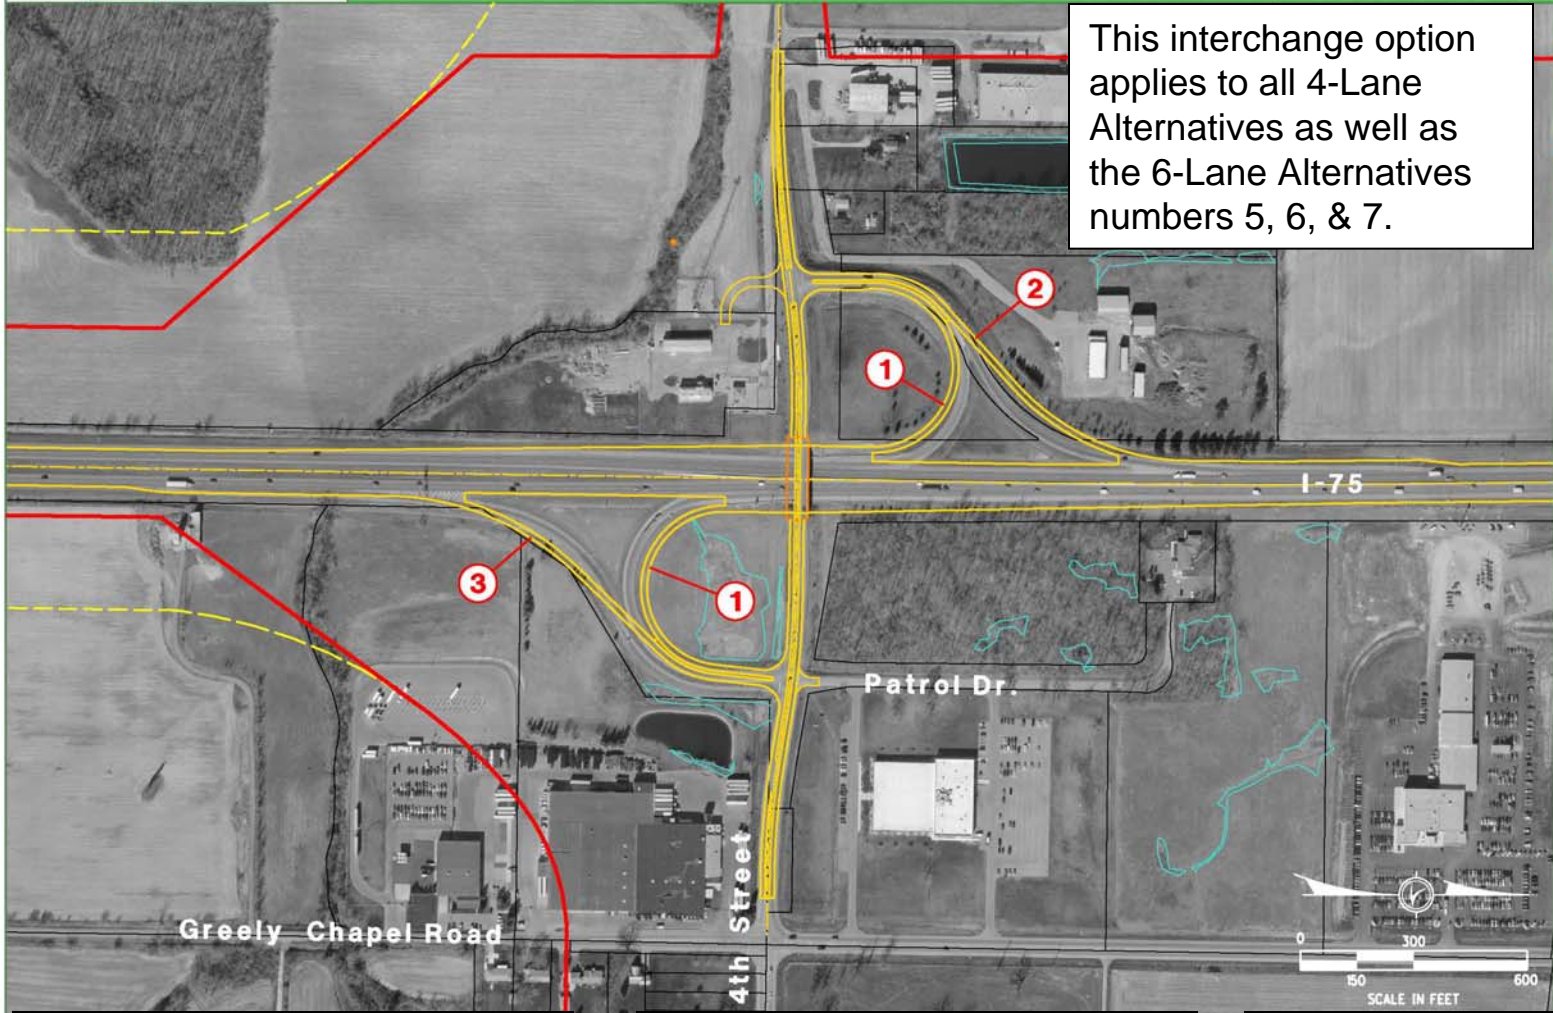 This interchange option
applies to all 4-Lane
Alternatives as well as
the 6-Lane Alternatives
numbers 5, 6, & 7.
2
1
I-75
3
1
Patrol Dr.
4th Street
Greely Chapel Road
0 300
150 600
SCALE IN FEET